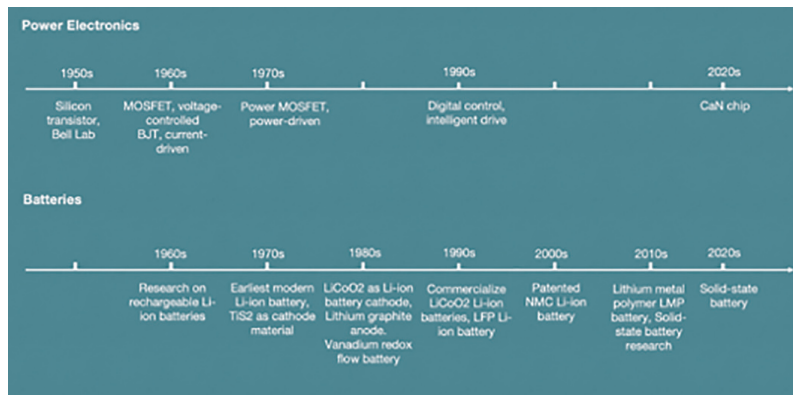 Power Electronics
1950s
1960s
1970s
1990s
2020s
Silicon
transistor,
Bell Lab
MOSFET, voltage-
controlled
BJT, current-
driven
Power MOSFET,
power-driven
Digital control,
intelligent drive
CaN chip
Batteries
1960s
1970s
1980s
1990s
2000s
2010s
2020s
Research on
rechargeable Li-
ion batteries
Earliest modern
Li-ion battery,
TiS2 as cathode
material
LiCoO2 as Li-ion
battery cathode,
Lithium graphite
anode.
Vanadium redox
flow battery
Commercialize
LiCoO2 Li-ion
batteries, LFP Li-
ion battery
Patented
NMC Li-ion
battery
Lithium metal
polymer LMP
battery, Solid-
state battery
research
Solid-state
battery